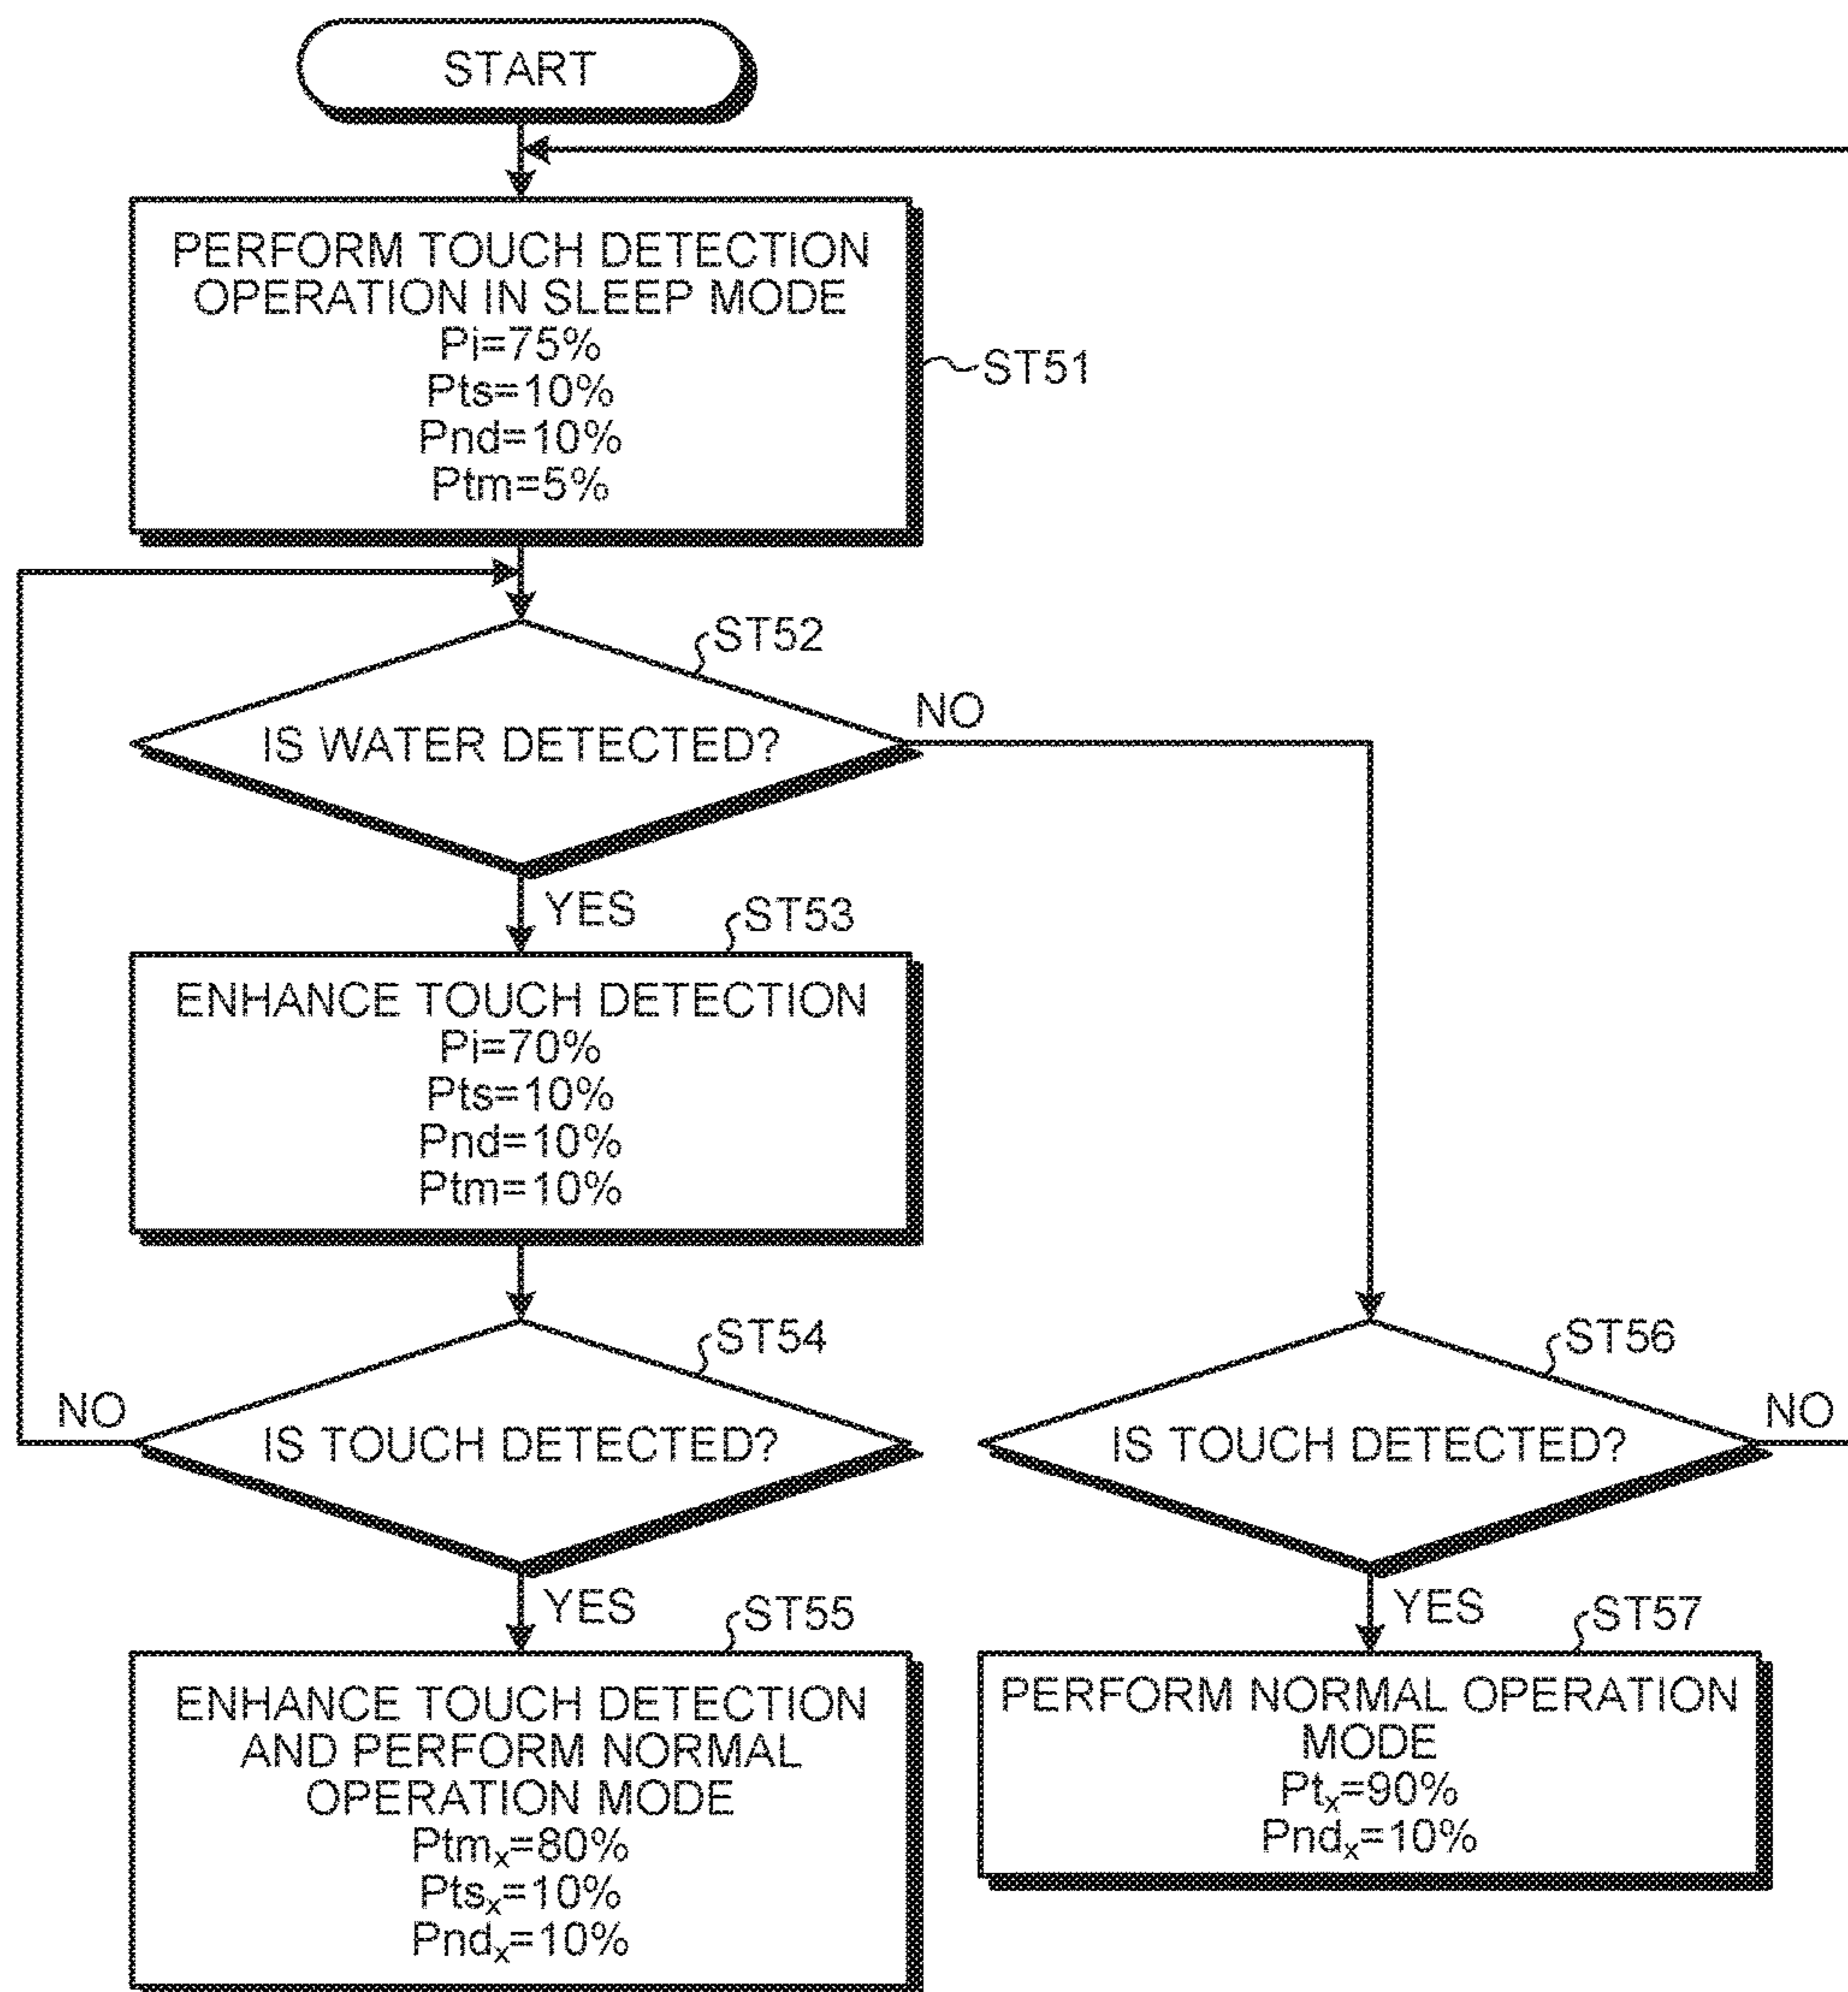 START
PERFORM TOUCH DETECTION
OPERATION IN SLEEP MODE
Pi=75%
Pts=10%
Pnd=10%
Ptm=5%
ST51
ST52
IS WATER DETECTED?
NO
YES
ST53
ENHANCE TOUCH DETECTION
Pi=70%
Pts=10%
Pnd=10%
Ptm=10%
ST54
IS TOUCH DETECTED?
NO
YES
ST55
ENHANCE TOUCH DETECTION
AND PERFORM NORMAL
OPERATION MODE
Ptmₓ=80%
Ptsₓ=10%
Pndₓ=10%
ST56
IS TOUCH DETECTED?
NO
YES
ST57
PERFORM NORMAL OPERATION
MODE
Ptₓ=90%
Pndₓ=10%